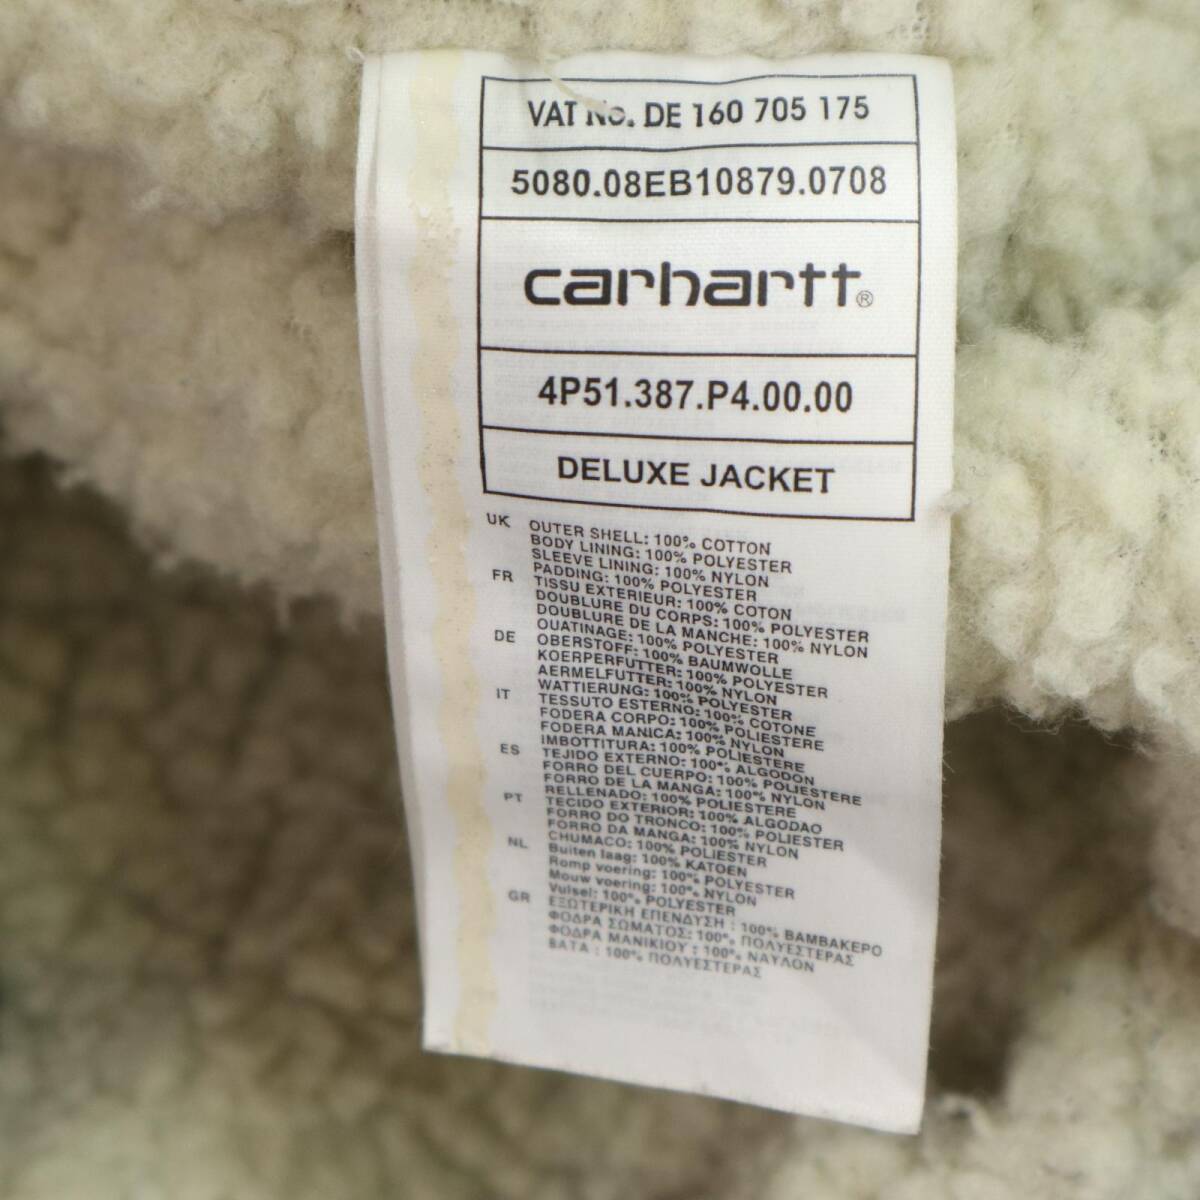 VAT No. DE 160 705 175
5080.08EB10879.0708
carhartt®
4P51.387.P4.00.00
DELUXE JACKET
UK OUTER SHELL: 100% COTTON
BODY LINING: 100% POLYESTER
SLEEVE LINING: 100% NYLON
PADDING: 100% POLYESTER
FR TISSU EXTERIEUR: 100% COTON
DOUBLURE DU CORPS: 100% POLYESTER
DOUBLURE DE LA MANCHE: 100% NYLON
OUATINAGE: 100% POLYESTER
DE OBERSTOFF: 100% BAUMWOLLE
KOERPERFUTTER: 100% POLYESTER
AERMELFUTTER: 100% NYLON
WATTIERUNG: 100% POLYESTER
IT TESSUTO ESTERNO: 100% COTONE
FODERA CORPO: 100% POLIESTERE
FODERA MANICA: 100% NYLON
IMBOTTITURA: 100% POLIESTERE
ES TEJIDO EXTERNO: 100% ALGODON
FORRO DEL CUERPO: 100% POLIESTERE
FORRO DE LA MANGA: 100% NYLON
RELLENADO: 100% POLIESTERE
PT TECIDO EXTERIOR: 100% ALGODAO
FORRO DO TRONCO: 100% POLIESTER
FORRO DA MANGA: 100% NYLON
CHUMACO: 100% POLIESTER
NL Buiten laag: 100% KATOEN
Romp voering: 100% POLYESTER
Mouw voering: 100% NYLON
Vulsel: 100% POLYESTER
GR ΕΞΩΤΕΡΙΚΗ ΕΠΕΝΔΥΣΗ : 100% ΒΑΜΒΑΚΕΡΟ
ΦΟΔΡΑ ΣΩΜΑΤΟΣ: 100% ΠΟΛΥΕΣΤΕΡΑΣ
ΦΟΔΡΑ ΜΑΝΙΚΙΟΥ : 100% ΝΑΥΛΟΝ
ΒΑΤΑ : 100% ΠΟΛΥΕΣΤΕΡΑΣ